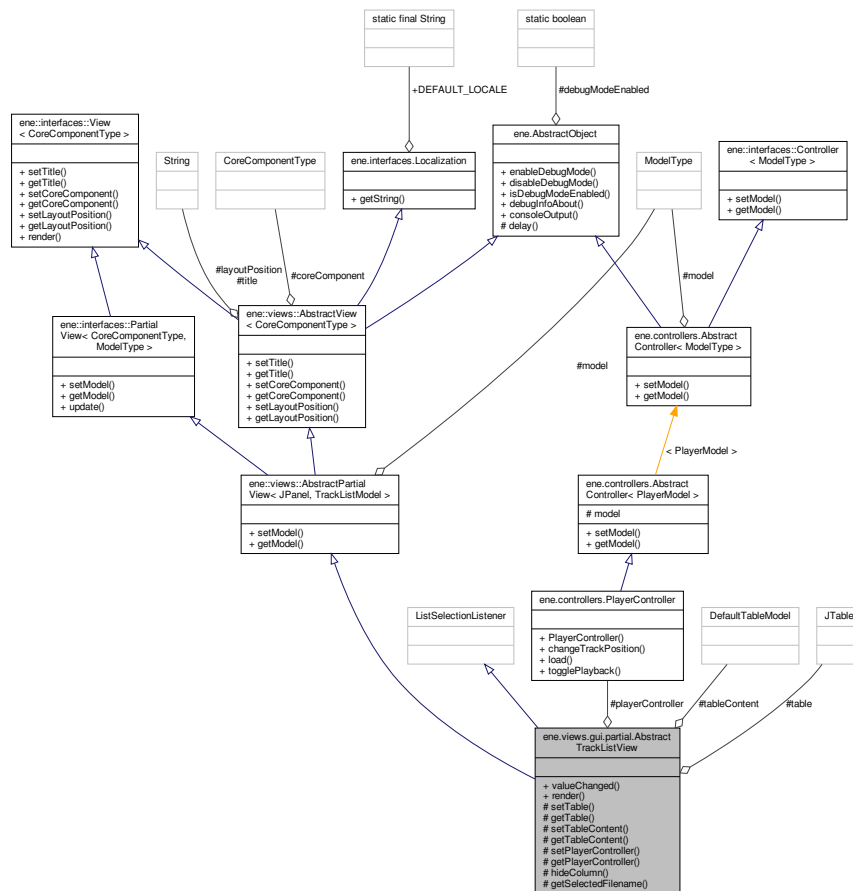 static final String
static boolean
+DEFAULT_LOCALE
#debugModeEnabled
ene::interfaces::View
< CoreComponentType >
+ setTitle()
+ getTitle()
+ setCoreComponent()
+ getCoreComponent()
+ setLayoutPosition()
+ getLayoutPosition()
+ render()
String
CoreComponentType
ene.interfaces.Localization
+ getString()
ene.AbstractObject
+ enableDebugMode()
+ disableDebugMode()
+ isDebugModeEnabled()
+ debugInfoAbout()
+ consoleOutput()
# delay()
ModelType
ene::interfaces::Controller
< ModelType >
+ setModel()
+ getModel()
#layoutPosition
#title
#coreComponent
#model
ene::interfaces::Partial
View< CoreComponentType,
ModelType >
+ setModel()
+ getModel()
+ update()
ene::views::AbstractView
< CoreComponentType >
+ setTitle()
+ getTitle()
+ setCoreComponent()
+ getCoreComponent()
+ setLayoutPosition()
+ getLayoutPosition()
#model
ene.controllers.Abstract
Controller< ModelType >
+ setModel()
+ getModel()
< PlayerModel >
ene::views::AbstractPartial
View< JPanel, TrackListModel >
+ setModel()
+ getModel()
ene.controllers.Abstract
Controller< PlayerModel >
# model
+ setModel()
+ getModel()
ListSelectionListener
ene.controllers.PlayerController
+ PlayerController()
+ changeTrackPosition()
+ load()
+ togglePlayback()
DefaultTableModel
JTable
#playerController
#tableContent
#table
ene.views.gui.partial.Abstract
TrackListView
+ valueChanged()
+ render()
# setTable()
# getTable()
# setTableContent()
# getTableContent()
# setPlayerController()
# getPlayerController()
# hideColumn()
# getSelectedFilename()